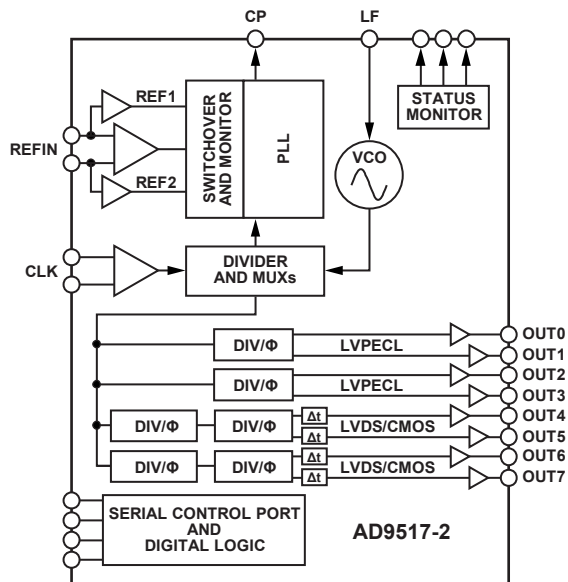 CP
LF
REF1
REFIN
REF2
SWITCHOVER
AND MONITOR
PLL
STATUS
MONITOR
VCO
CLK
DIVIDER
AND MUXs
DIV/Φ
LVPECL
OUT0
OUT1
DIV/Φ
LVPECL
OUT2
OUT3
DIV/Φ
DIV/Φ
Δt
Δt
LVDS/CMOS
OUT4
OUT5
DIV/Φ
DIV/Φ
Δt
Δt
LVDS/CMOS
OUT6
OUT7
SERIAL CONTROL PORT
AND
DIGITAL LOGIC
AD9517-2